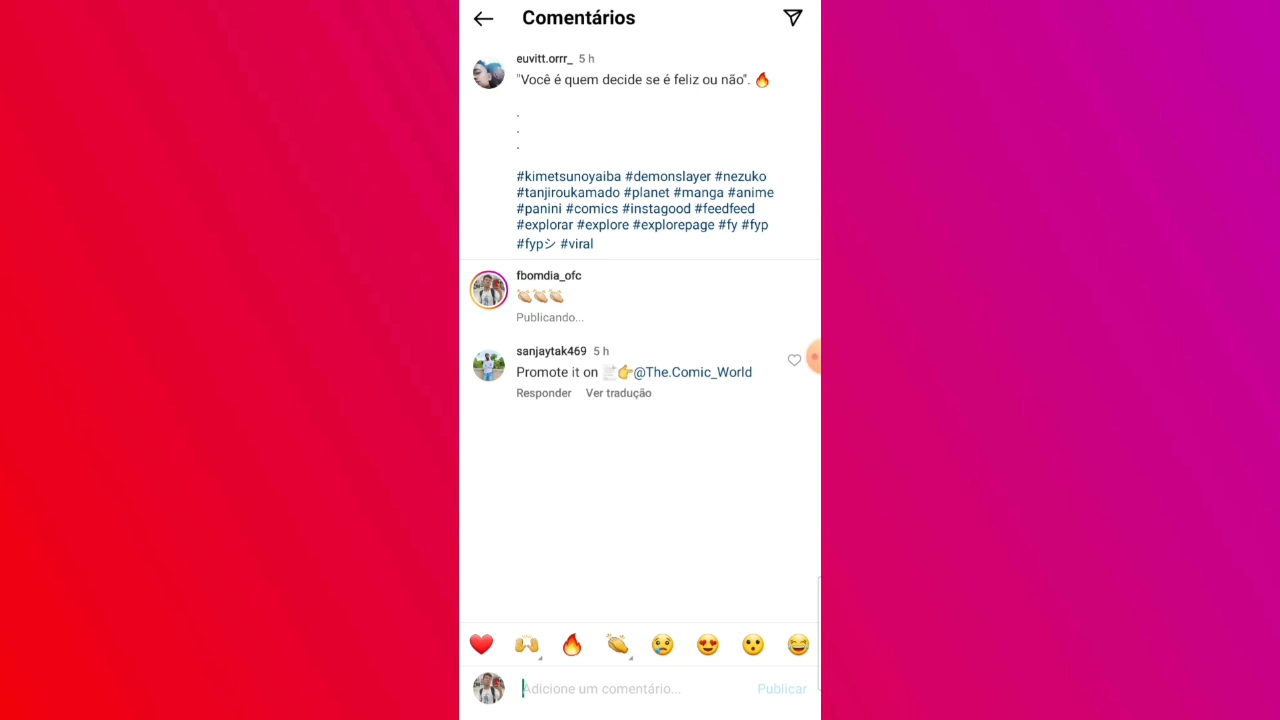 Comentários
euvitt.orrr_ 5 h
"Você é quem decide se é feliz ou não". 🔥
.
.
.
#kimetsunoyaiba #demonslayer #nezuko
#tanjiroukamado #planet #manga #anime
#panini #comics #instagood #feedfeed
#explorar #explore #explorepage #fy #fyp
#fypシ #viral
fbomdia_ofc
👏🏼👏🏼👏🏼
Publicando...
sanjaytak469 5 h
Promote it on 📄👉@The.Comic_World
Responder Ver tradução
Adicione um comentário... Publicar